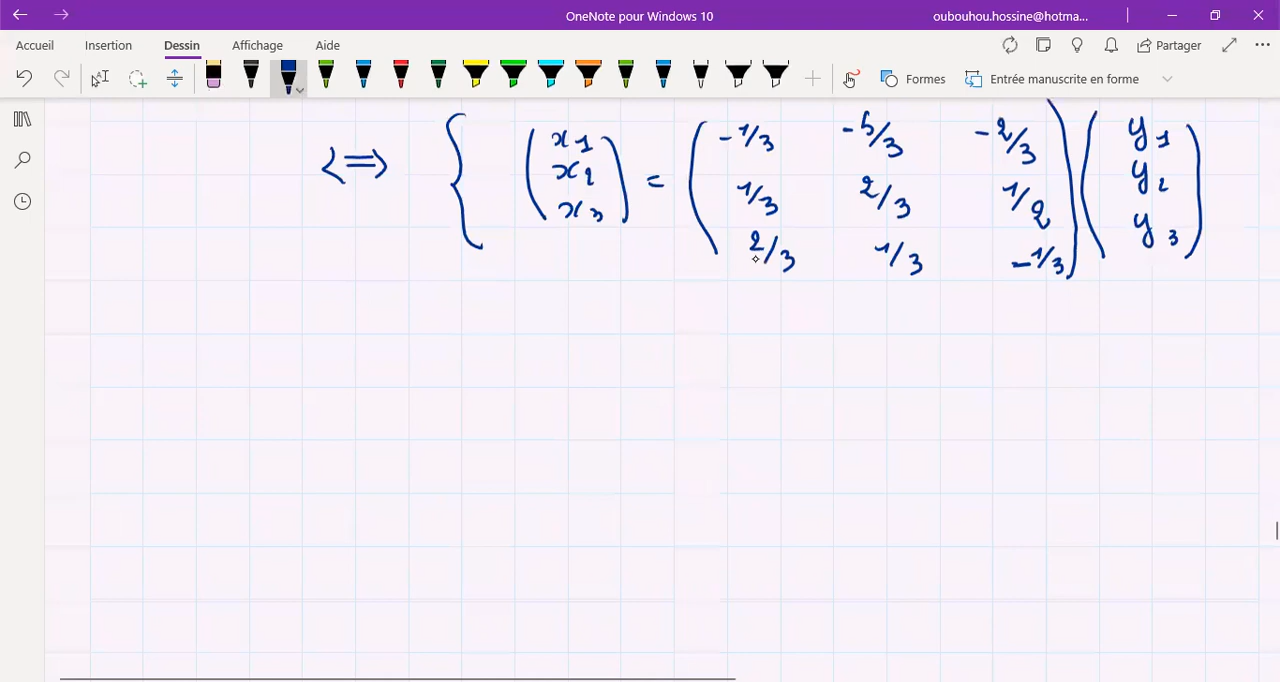 OneNote pour Windows 10
oubouhou.hossine@hotma...
Accueil Insertion Dessin Affichage Aide Partager
Formes Entrée manuscrite en forme
<=> { (x1 x2 x3) = (-1/3 -5/3 -2/3) (y1 y2 y3)
1/3 2/3 1/2
2/3 1/3 -1/3